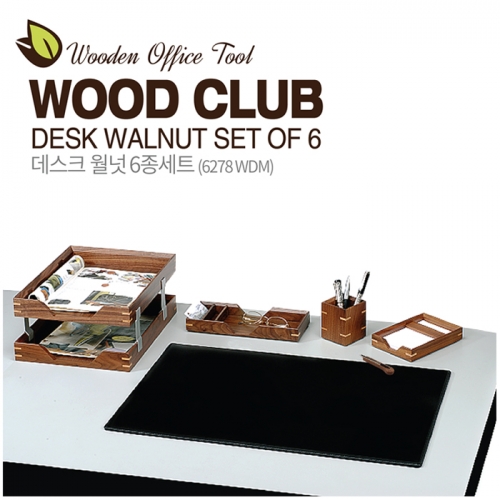 Wooden Office Tool
WOOD CLUB
DESK WALNUT SET OF 6
데스크 월넛 6종세트 (6278 WDM)